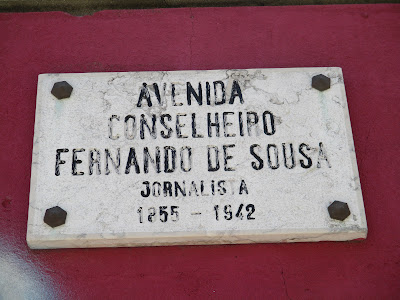 AVENIDA
CONSELHEIRO
FERNANDO DE SOUSA
JORNALISTA
1855 - 1942